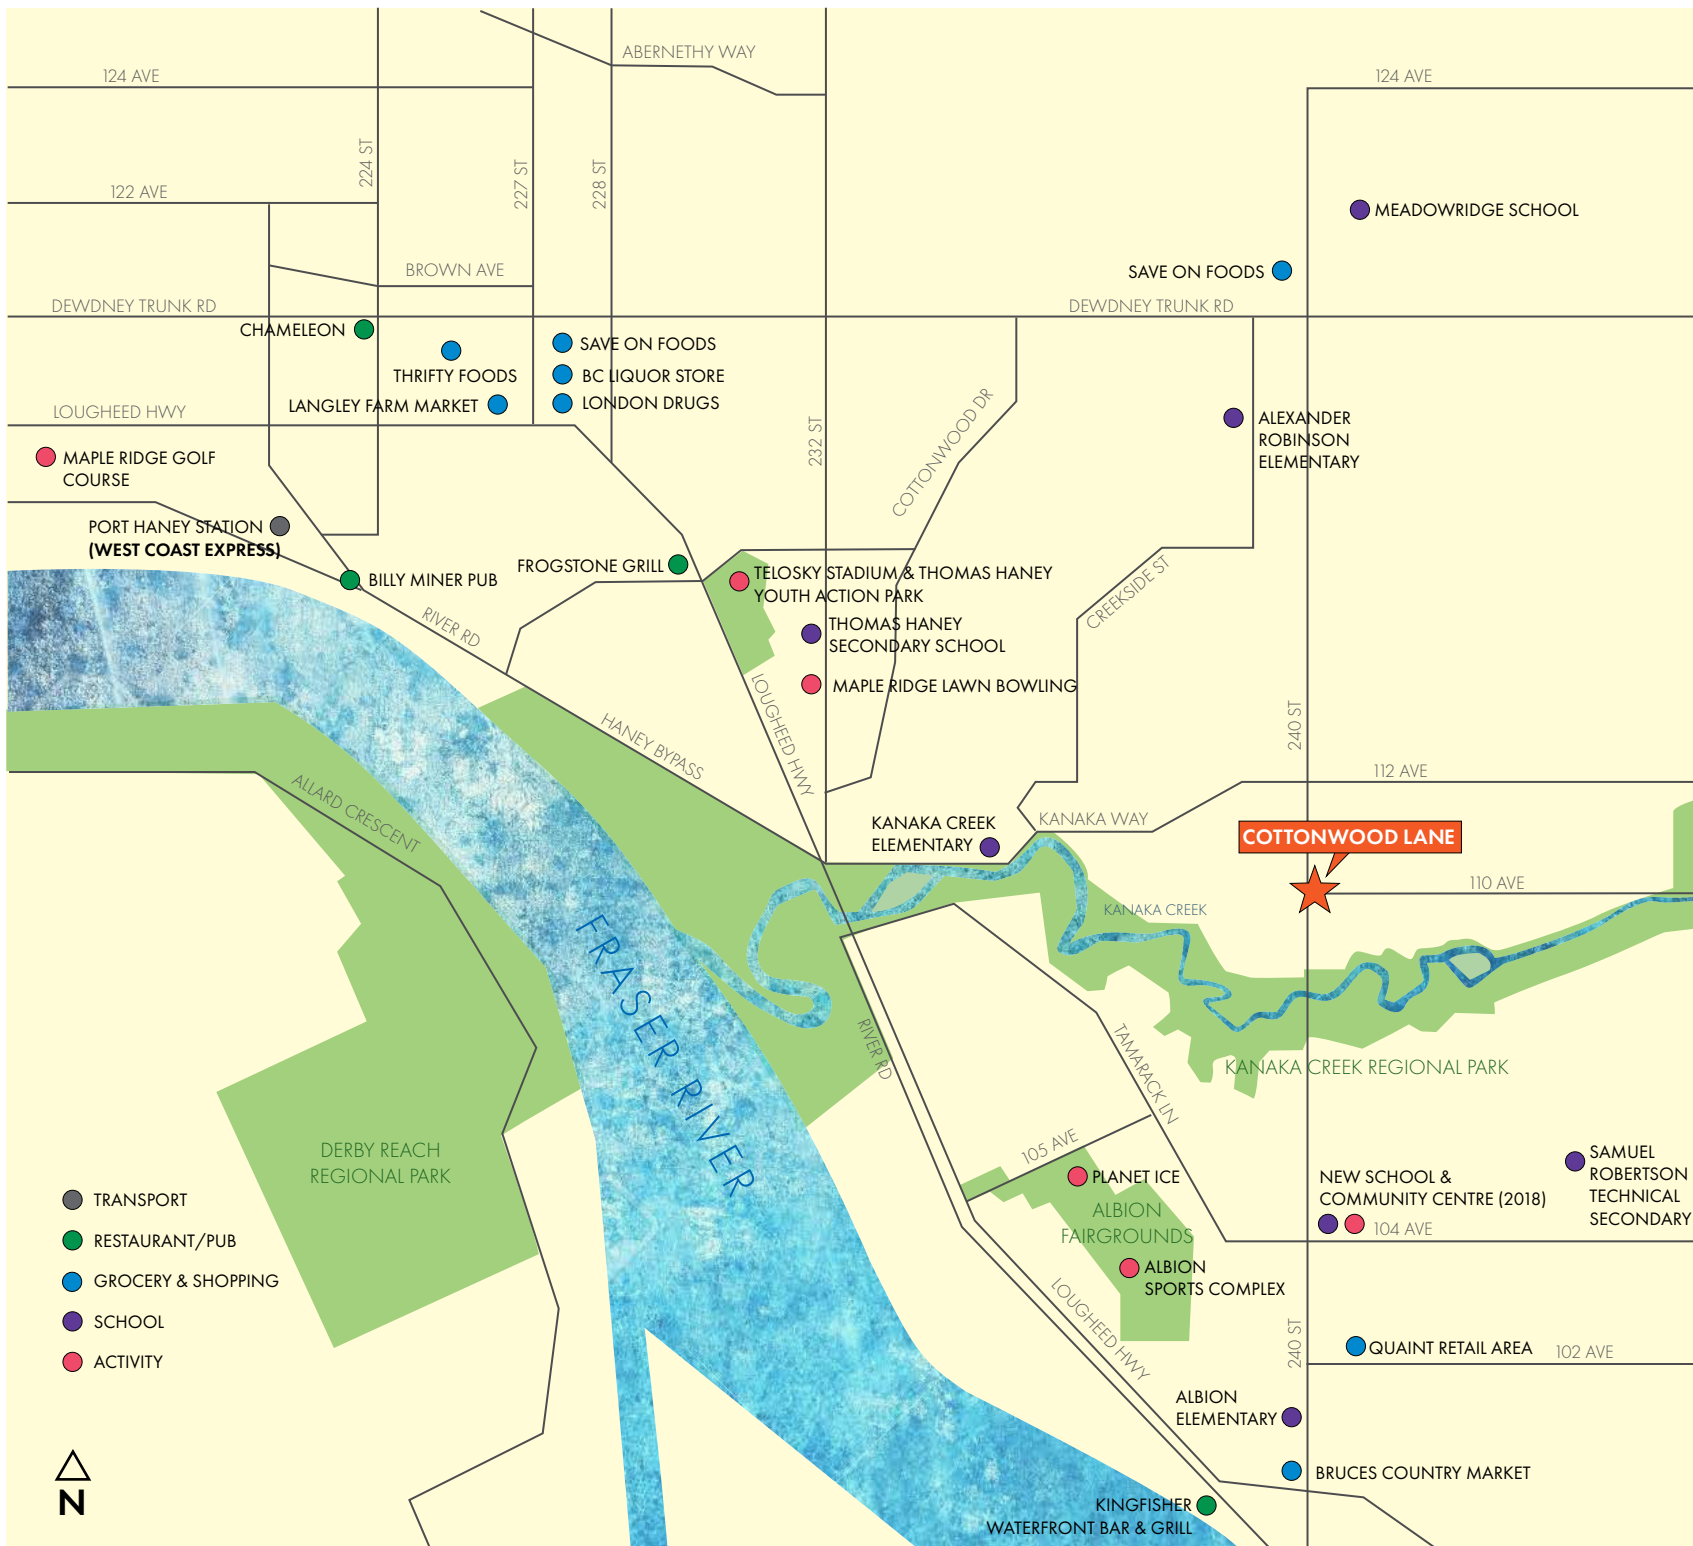 ABERNETHY WAY
124 AVE
124 AVE
224 ST
227 ST
228 ST
122 AVE
MEADOWRIDGE SCHOOL
BROWN AVE
SAVE ON FOODS
DEWDNEY TRUNK RD
DEWDNEY TRUNK RD
CHAMELEON
SAVE ON FOODS
THRIFTY FOODS
BC LIQUOR STORE
LANGLEY FARM MARKET
LONDON DRUGS
LOUGHEED HWY
232 ST
COTTONWOOD DR
ALEXANDER
ROBINSON
ELEMENTARY
MAPLE RIDGE GOLF
COURSE
PORT HANEY STATION
(WEST COAST EXPRESS)
BILLY MINER PUB
FROGSTONE GRILL
TELOSKY STADIUM & THOMAS HANEY
YOUTH ACTION PARK
CREEKSIDE ST
RIVER RD
THOMAS HANEY
SECONDARY SCHOOL
MAPLE RIDGE LAWN BOWLING
LOUGHEED HWY
HANEY BYPASS
240 ST
112 AVE
ALLARD CRESCENT
KANAKA CREEK
ELEMENTARY
KANAKA WAY
COTTONWOOD LANE
110 AVE
KANAKA CREEK
FRASER RIVER
RIVER RD
TAMARACK LN
KANAKA CREEK REGIONAL PARK
105 AVE
DERBY REACH
REGIONAL PARK
PLANET ICE
ALBION
FAIRGROUNDS
NEW SCHOOL &
COMMUNITY CENTRE (2018)
SAMUEL
ROBERTSON
TECHNICAL
SECONDARY
104 AVE
TRANSPORT
RESTAURANT/PUB
GROCERY & SHOPPING
SCHOOL
ACTIVITY
ALBION
SPORTS COMPLEX
LOUGHEED HWY
240 ST
QUAINT RETAIL AREA
102 AVE
ALBION
ELEMENTARY
BRUCES COUNTRY MARKET
KINGFISHER
WATERFRONT BAR & GRILL
N